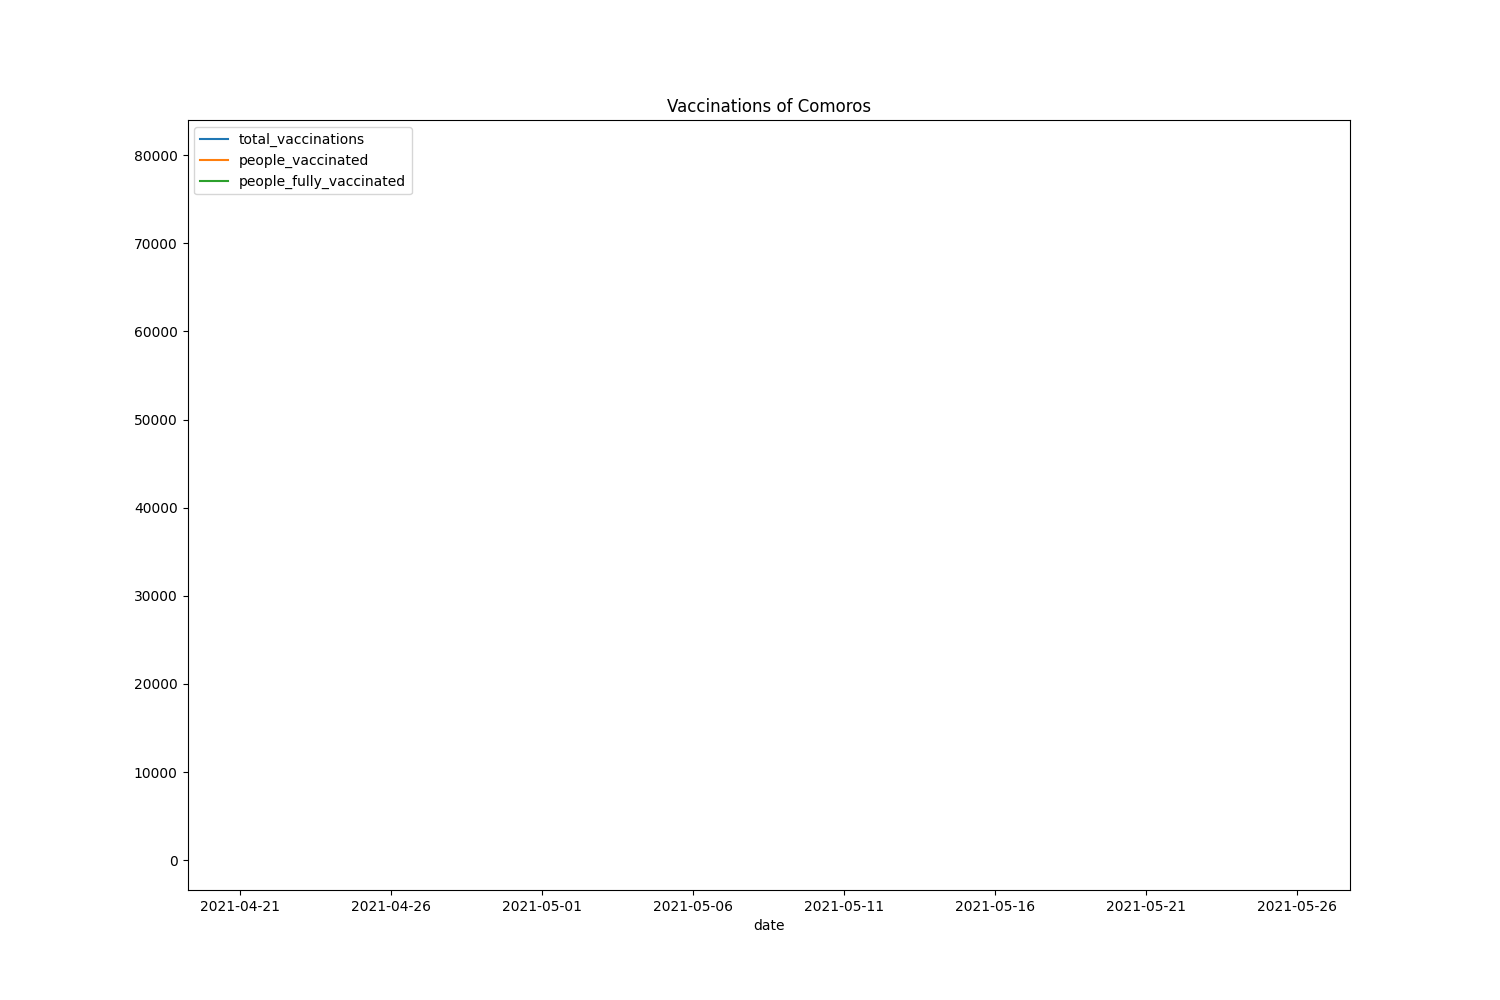 Vaccinations of Comoros
total_vaccinations
people_vaccinated
people_fully_vaccinated
80000
70000
60000
50000
40000
30000
20000
10000
0
2021-04-21 2021-04-26 2021-05-01 2021-05-06 2021-05-11 2021-05-16 2021-05-21 2021-05-26
date